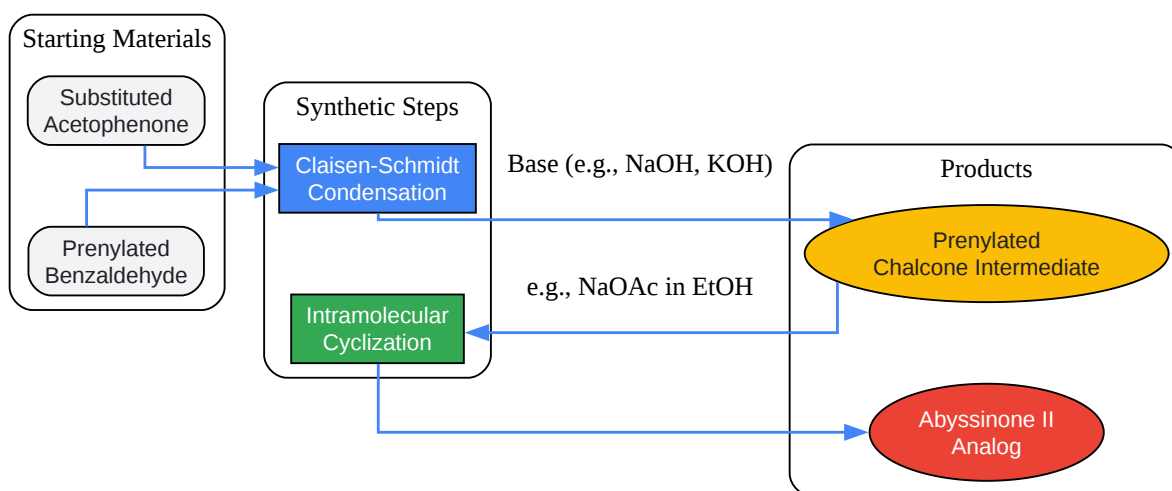 Starting Materials
Substituted
Acetophenone
Prenylated
Benzaldehyde
Synthetic Steps
Claisen-Schmidt
Condensation
Intramolecular
Cyclization
Base (e.g., NaOH, KOH)
e.g., NaOAc in EtOH
Products
Prenylated
Chalcone Intermediate
Abyssinone II
Analog